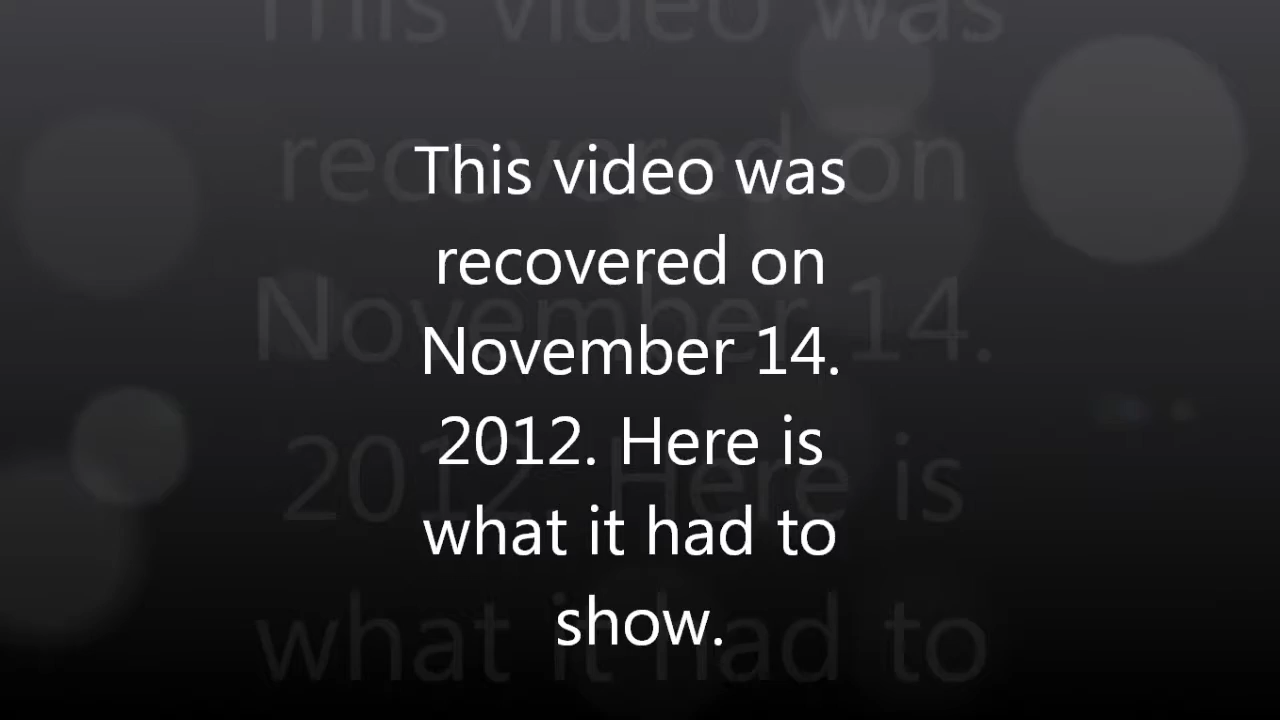 This video was
recovered on
November 14.
2012. Here is
what it had to
show.